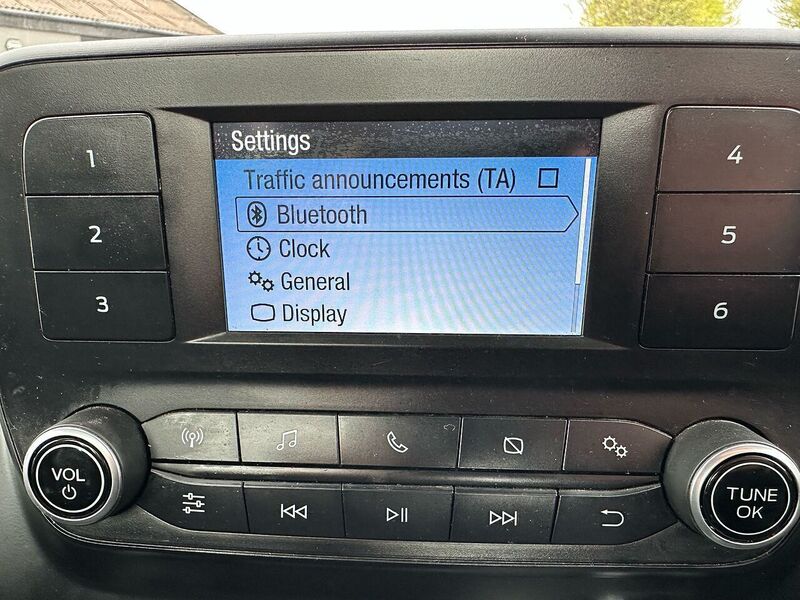 Settings
Traffic announcements (TA)
Bluetooth
Clock
General
Display
1
2
3
4
5
6
VOL
TUNE
OK